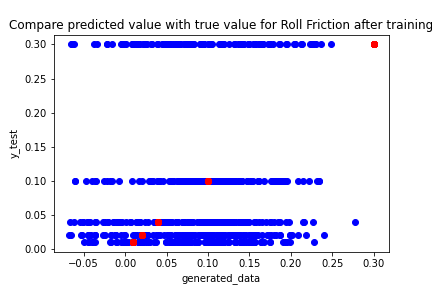 Compare predicted value with true value for Roll Friction after training
0.30
0.25
0.20
0.15
0.10
0.05
0.00
y_test
−0.05 0.00 0.05 0.10 0.15 0.20 0.25 0.30
generated_data